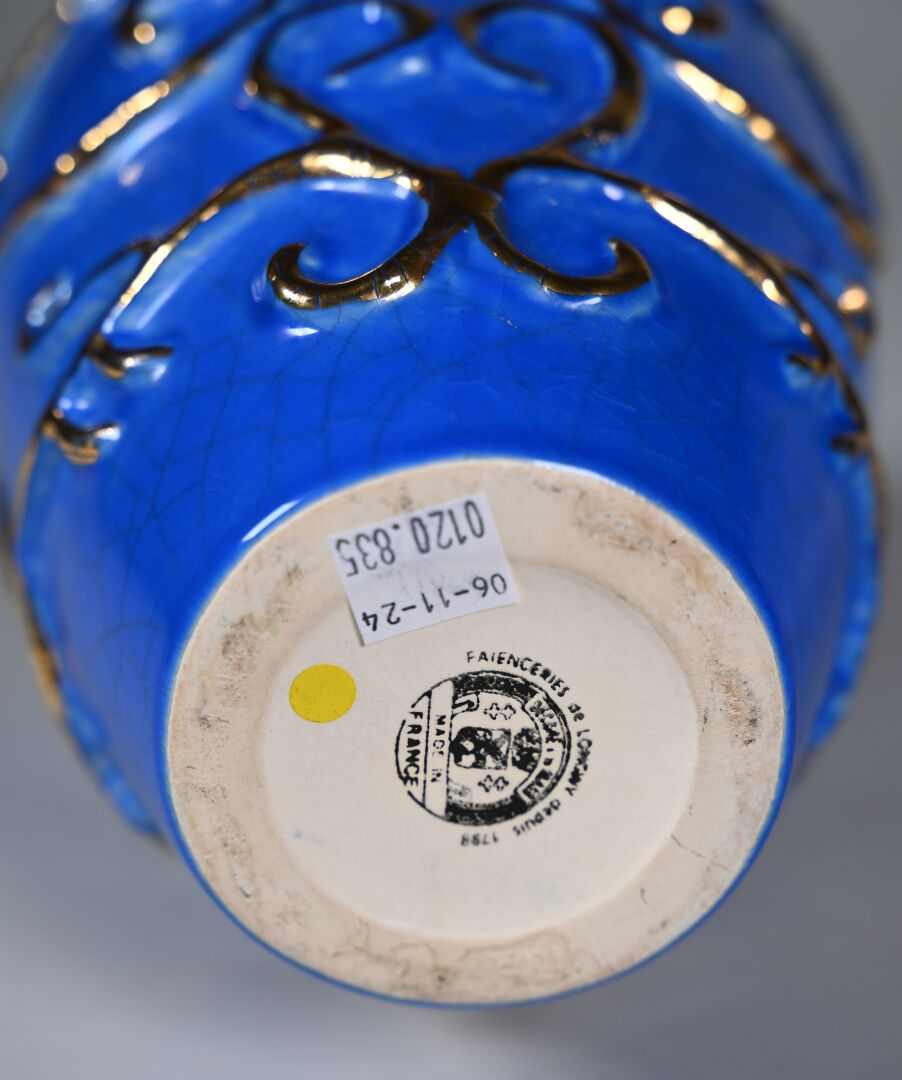 0120.835
06-11-24
FAIENCERIES de LONGWY depuis 1798
MADE IN
FRANCE